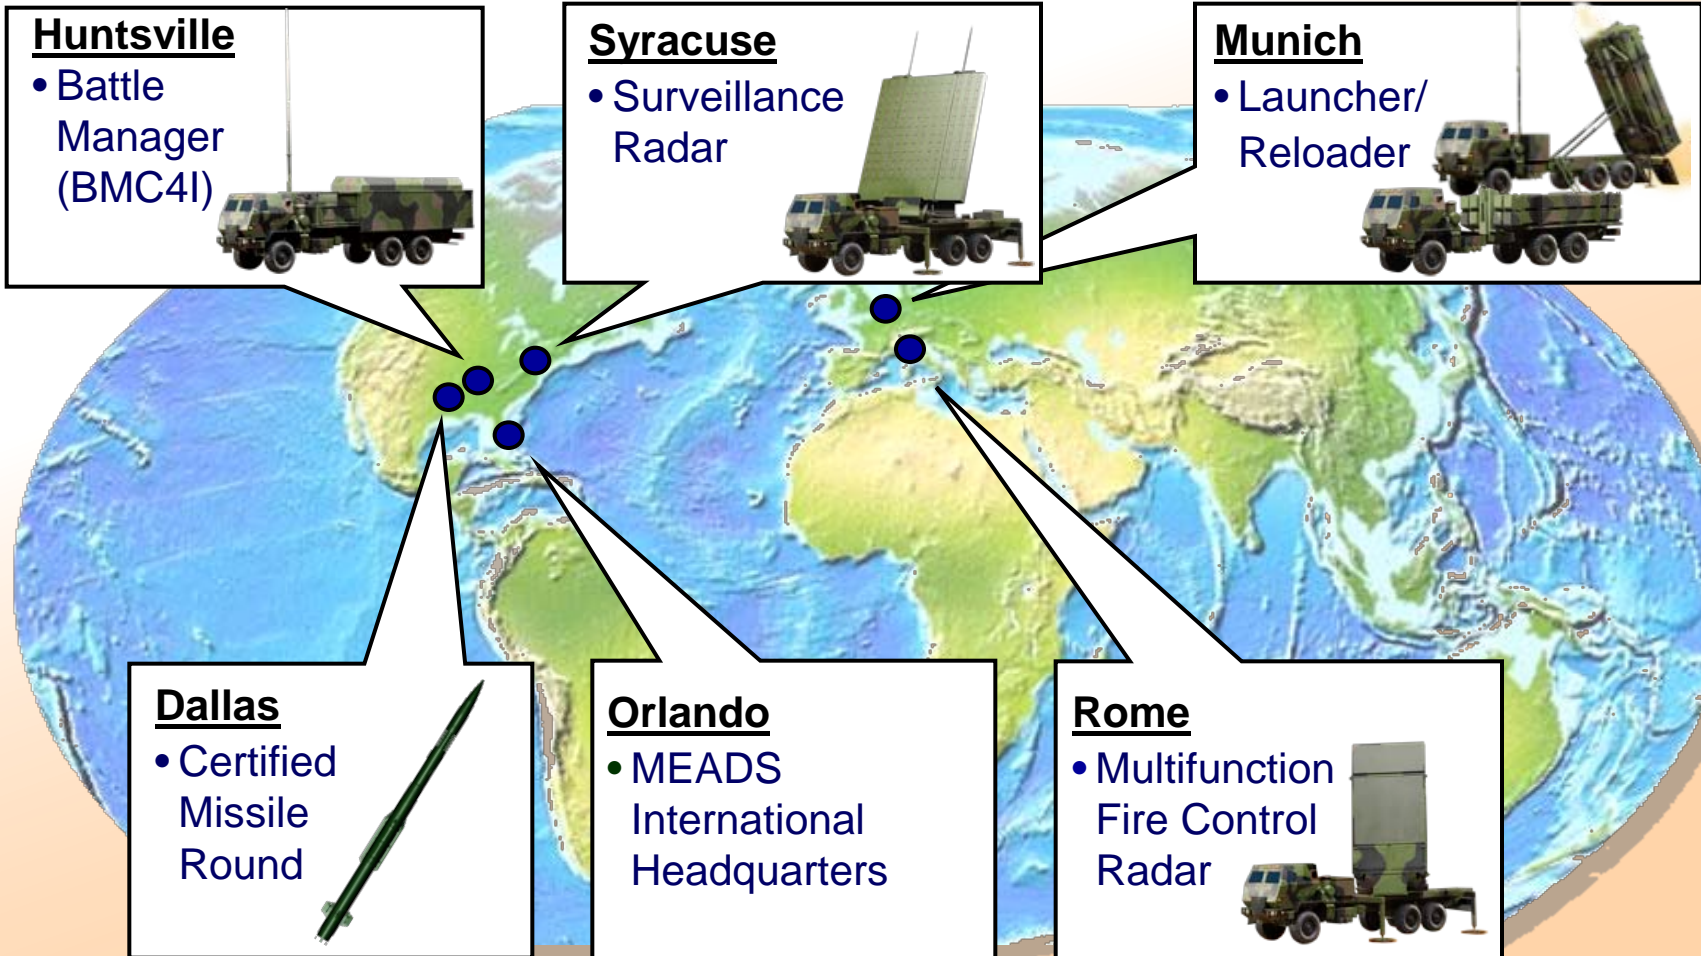 Huntsville
• Battle
Manager
(BMC4I)
Syracuse
• Surveillance
Radar
Munich
• Launcher/
Reloader
Dallas
• Certified
Missile
Round
Orlando
• MEADS
International
Headquarters
Rome
• Multifunction
Fire Control
Radar